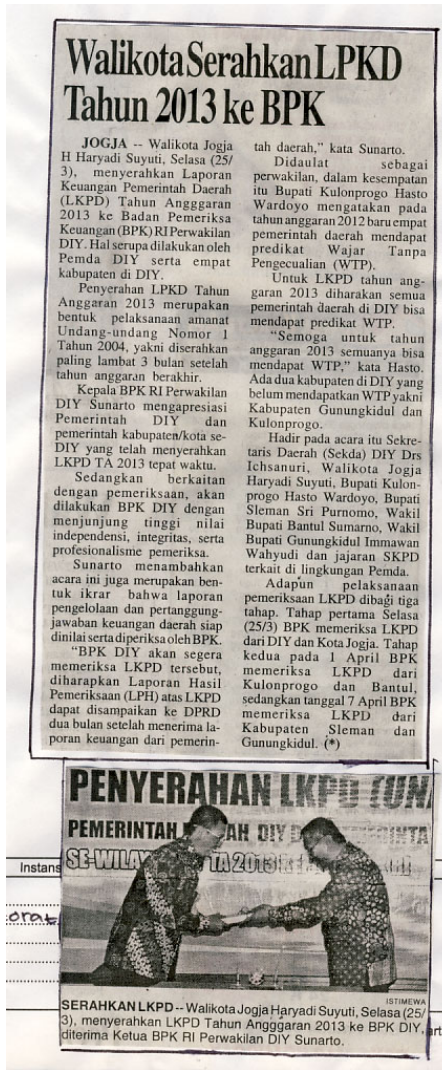 Walikota Serahkan LPKD
Tahun 2013 ke BPK
JOGJA -- Walikota Jogja
H Haryadi Suyuti, Selasa (25/
3), menyerahkan Laporan
Keuangan Pemerintah Daerah
(LKPD) Tahun Angggaran
2013 ke Badan Pemeriksa
Keuangan (BPK) RI Perwakilan
DIY. Hal serupa dilakukan oleh
Pemda DIY serta empat
kabupaten di DIY.
Penyerahan LPKD Tahun
Anggaran 2013 merupakan
bentuk pelaksanaan amanat
Undang-undang Nomor 1
Tahun 2004, yakni diserahkan
paling lambat 3 bulan setelah
tahun anggaran berakhir.
Kepala BPK RI Perwakilan
DIY Sunarto mengapresiasi
Pemerintah DIY dan
pemerintah kabupaten/kota se-
DIY yang telah menyerahkan
LKPD TA 2013 tepat waktu.
Sedangkan berkaitan
dengan pemeriksaan, akan
dilakukan BPK DIY dengan
menjunjung tinggi nilai
independensi, integritas, serta
profesionalisme pemeriksa.
Sunarto menambahkan
acara ini juga merupakan ben-
tuk ikrar bahwa laporan
pengelolaan dan pertanggung-
jawaban keuangan daerah siap
dinilai serta diperiksa oleh BPK.
"BPK DIY akan segera
memeriksa LKPD tersebut,
diharapkan Laporan Hasil
Pemeriksaan (LPH) atas LKPD
dapat disampaikan ke DPRD
dua bulan setelah menerima la-
poran keuangan dari pemerin-
tah daerah," kata Sunarto.
Didaulat sebagai
perwakilan, dalam kesempatan
itu Bupati Kulonprogo Hasto
Wardoyo mengatakan pada
tahun anggaran 2012 baru empat
pemerintah daerah mendapat
predikat Wajar Tanpa
Pengecualian (WTP).
Untuk LKPD tahun ang-
garan 2013 diharakan semua
pemerintah daerah di DIY bisa
mendapat predikat WTP.
"Semoga untuk tahun
anggaran 2013 semuanya bisa
mendapat WTP," kata Hasto.
Ada dua kabupaten di DIY yang
belum mendapatkan WTP yakni
Kabupaten Gunungkidul dan
Kulonprogo.
Hadir pada acara itu Sekre-
taris Daerah (Sekda) DIY Drs
Ichsanuri, Walikota Jogja
Haryadi Suyuti, Bupati Kulon-
progo Hasto Wardoyo, Bupati
Sleman Sri Purnomo, Wakil
Bupati Bantul Sumarno, Wakil
Bupati Gunungkidul Immawan
Wahyudi dan jajaran SKPD
terkait di lingkungan Pemda.
Adapun pelaksanaan
pemeriksaan LKPD dibagi tiga
tahap. Tahap pertama Selasa
(25/3) BPK memeriksa LKPD
dari DIY dan Kota Jogja. Tahap
kedua pada 1 April BPK
memeriksa LKPD dari
Kulonprogo dan Bantul,
sedangkan tanggal 7 April BPK
memeriksa LKPD dari
Kabupaten Sleman dan
Gunungkidul. (*)
PENYERAHAN LKPD (UNA
PEMERINTAH DIY
SE-WILAY TA 2013
Instans
orat
ISTIMEWA
SERAHKAN LKPD -- Walikota Jogja Haryadi Suyuti, Selasa (25/
3), menyerahkan LKPD Tahun Angggaran 2013 ke BPK DIY,
diterima Ketua BPK RI Perwakilan DIY Sunarto.
art